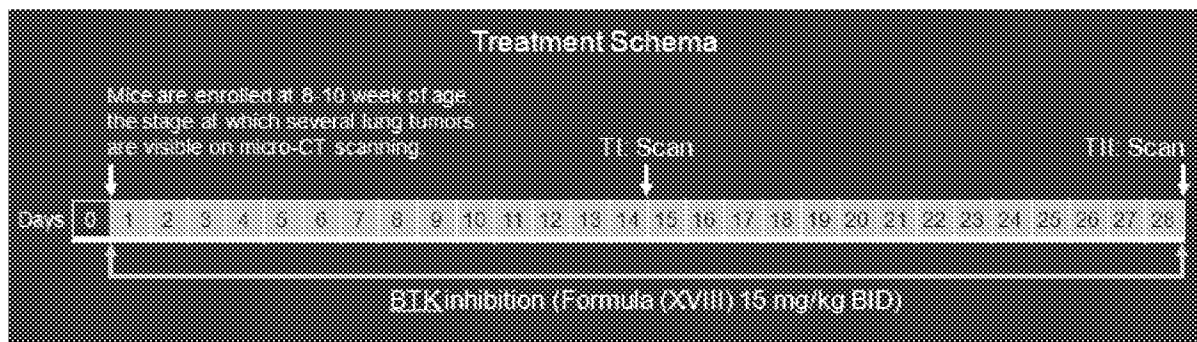 Treatment Schema
Mice are enrolled at 8-10 week of age
the stage at which several lung tumors
are visible on micro-CT scanning
TI Scan
TII Scan
Days 0 1 2 3 4 5 6 7 8 9 10 11 12 13 14 15 16 17 18 19 20 21 22 23 24 25 26 27 28
BTK inhibition (Formula (XVIII) 15 mg/kg BID)